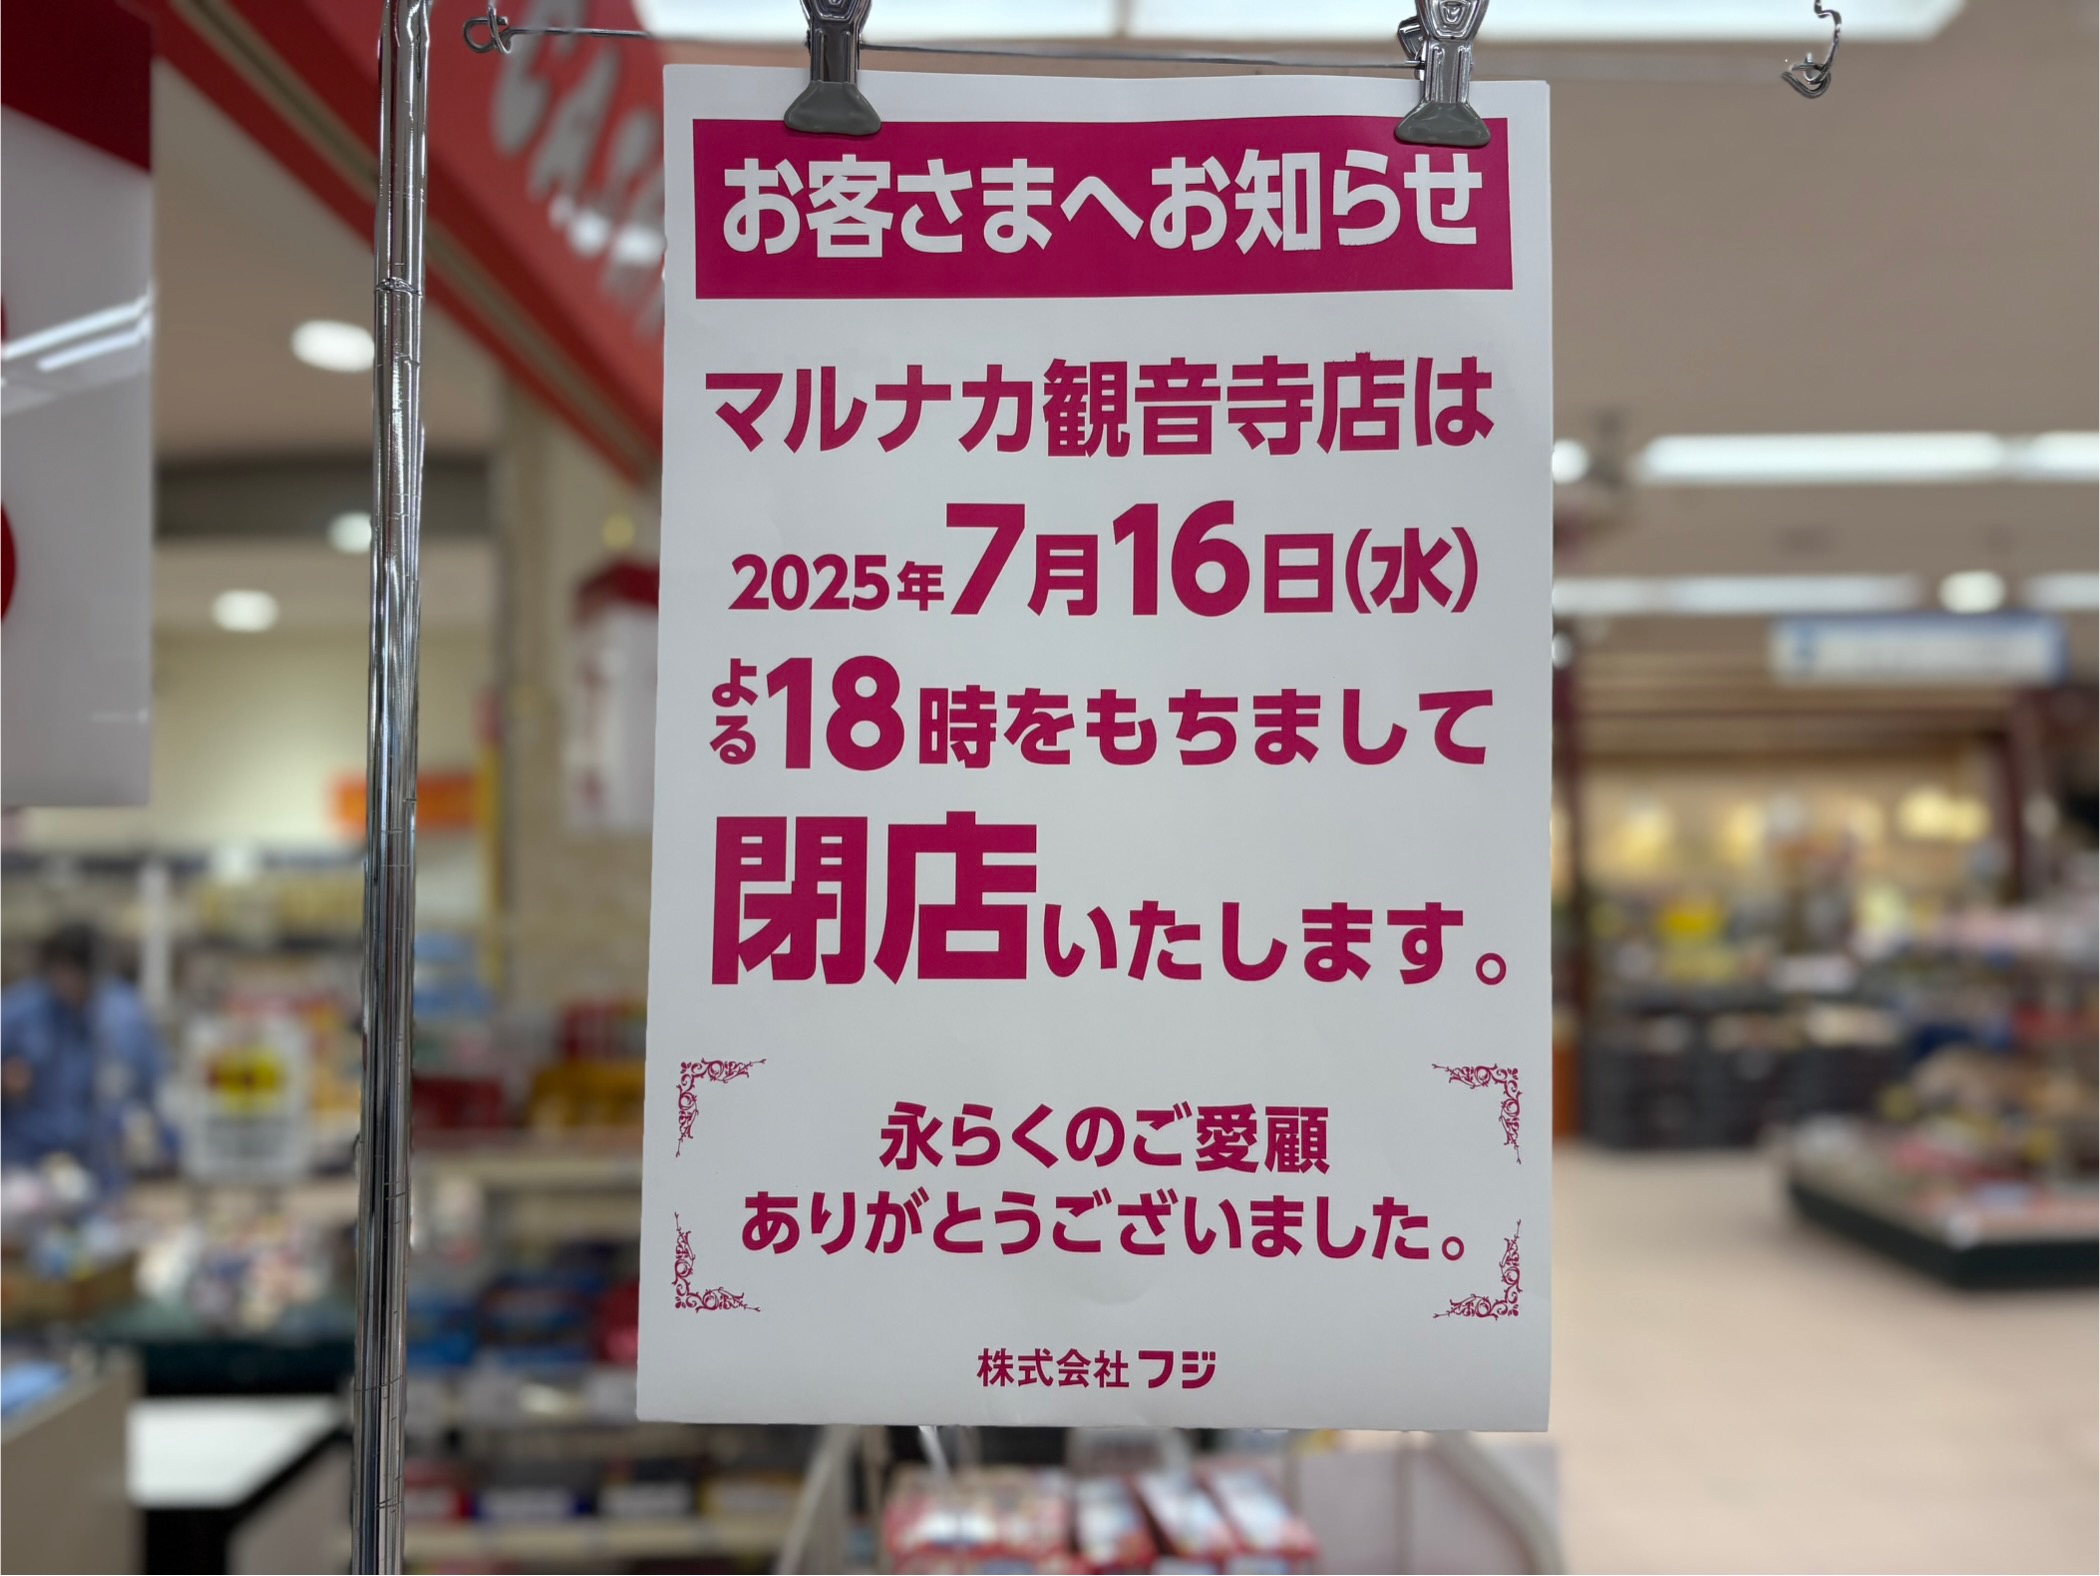 お客さまへお知らせ
マルナカ観音寺店は
2025年7月16日(水)
よる18時をもちまして
閉店いたします。
永らくのご愛顧
ありがとうございました。
株式会社フジ